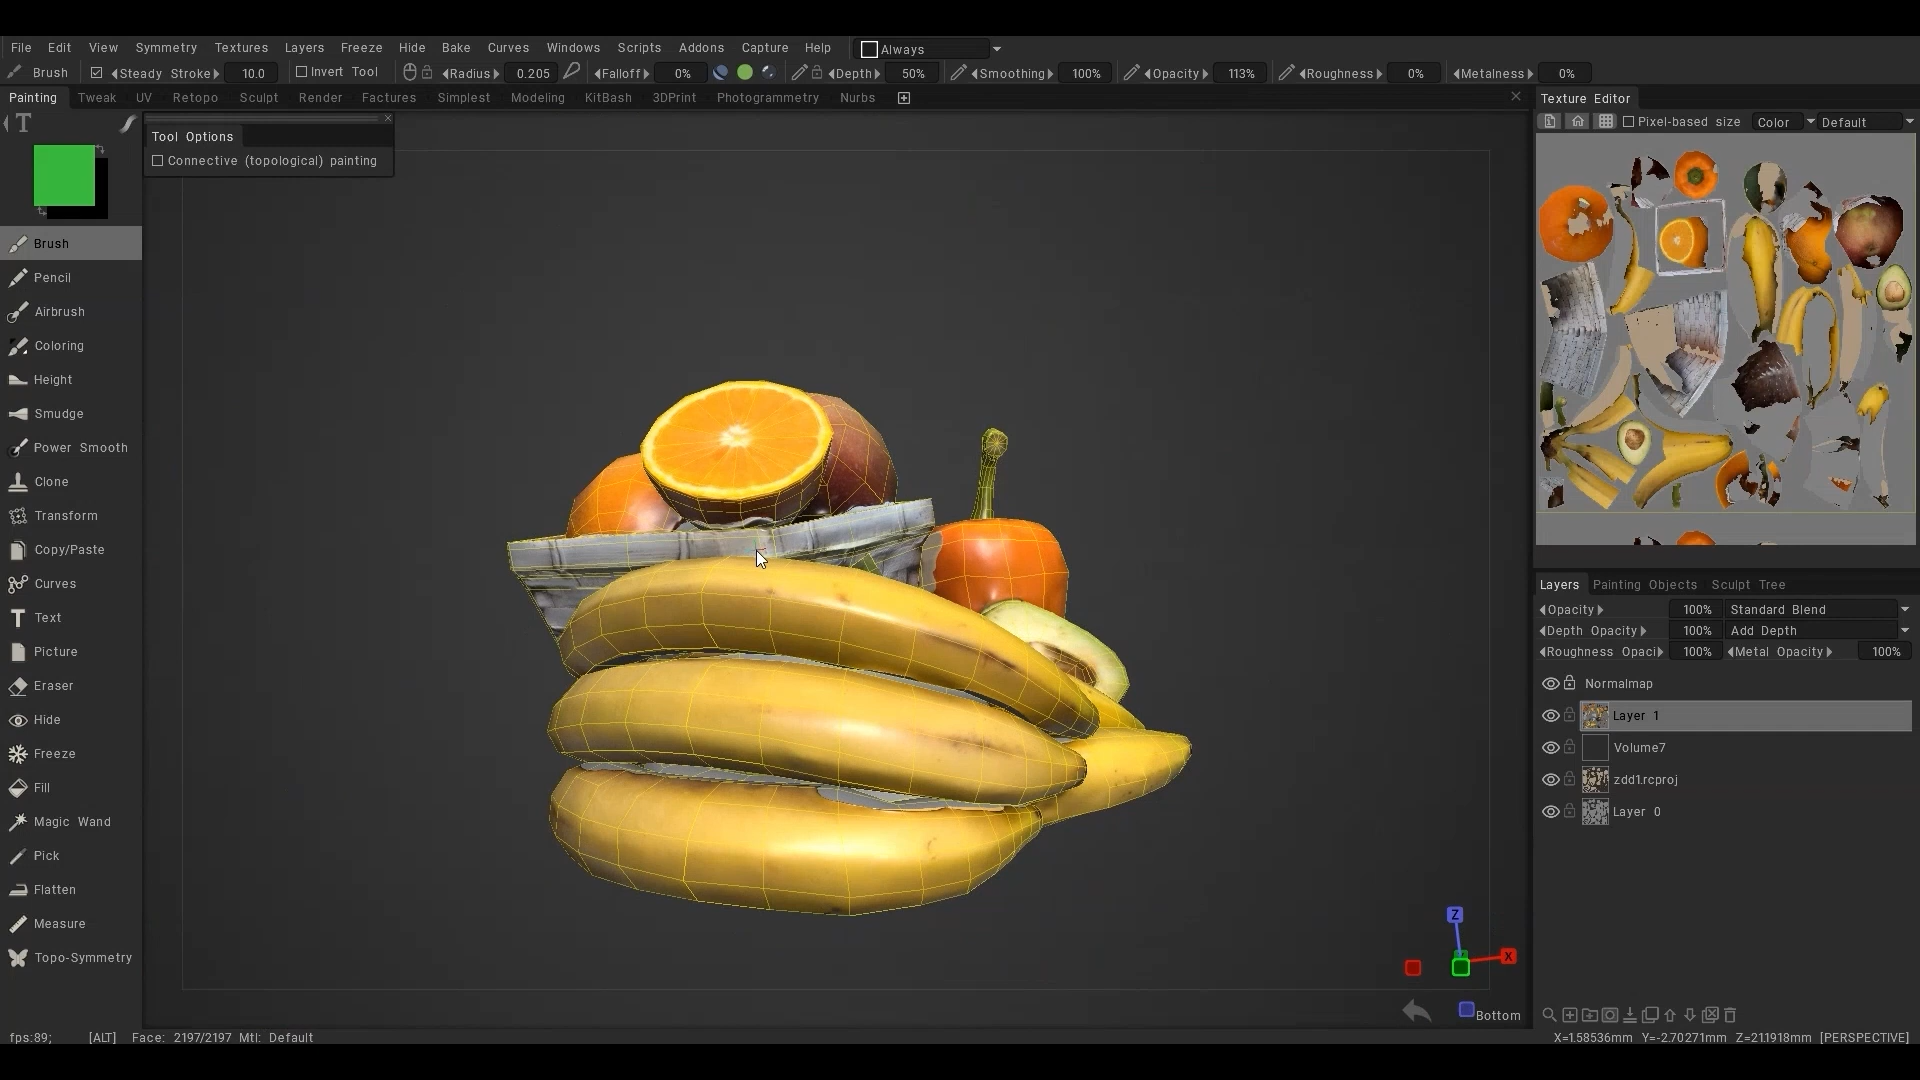 File Edit View Symmetry Textures Layers Freeze Hide Bake Curves Windows Scripts Addons Capture Help Always
Brush Steady Stroke 10.0 Invert Tool Radius 0.205 Falloff 0% Depth 50% Smoothing 100% Opacity 113% Roughness 0% Metalness 0%
Painting Tweak UV Retopo Sculpt Render Factures Simplest Modeling KitBash 3DPrint Photogrammetry Nurbs
Texture Editor
Pixel-based size Color Default
T
Tool Options
Connective (topological) painting
Brush
Pencil
Airbrush
Coloring
Height
Smudge
Power Smooth
Clone
Transform
Copy/Paste
Curves
Text
Picture
Eraser
Hide
Freeze
Fill
Magic Wand
Pick
Flatten
Measure
Topo-Symmetry
Layers Painting Objects Sculpt Tree
Opacity 100% Standard Blend
Depth Opacity 100% Add Depth
Roughness Opaci 100% Metal Opacity 100%
Normalmap
Layer 1
Volume7
zdd1.rcproj
Layer 0
Z
X
Bottom
fps:89; [ALT] Face: 2197/2197 Mtl: Default
X=1.58536mm Y=-2.70271mm Z=21.1918mm [PERSPECTIVE]